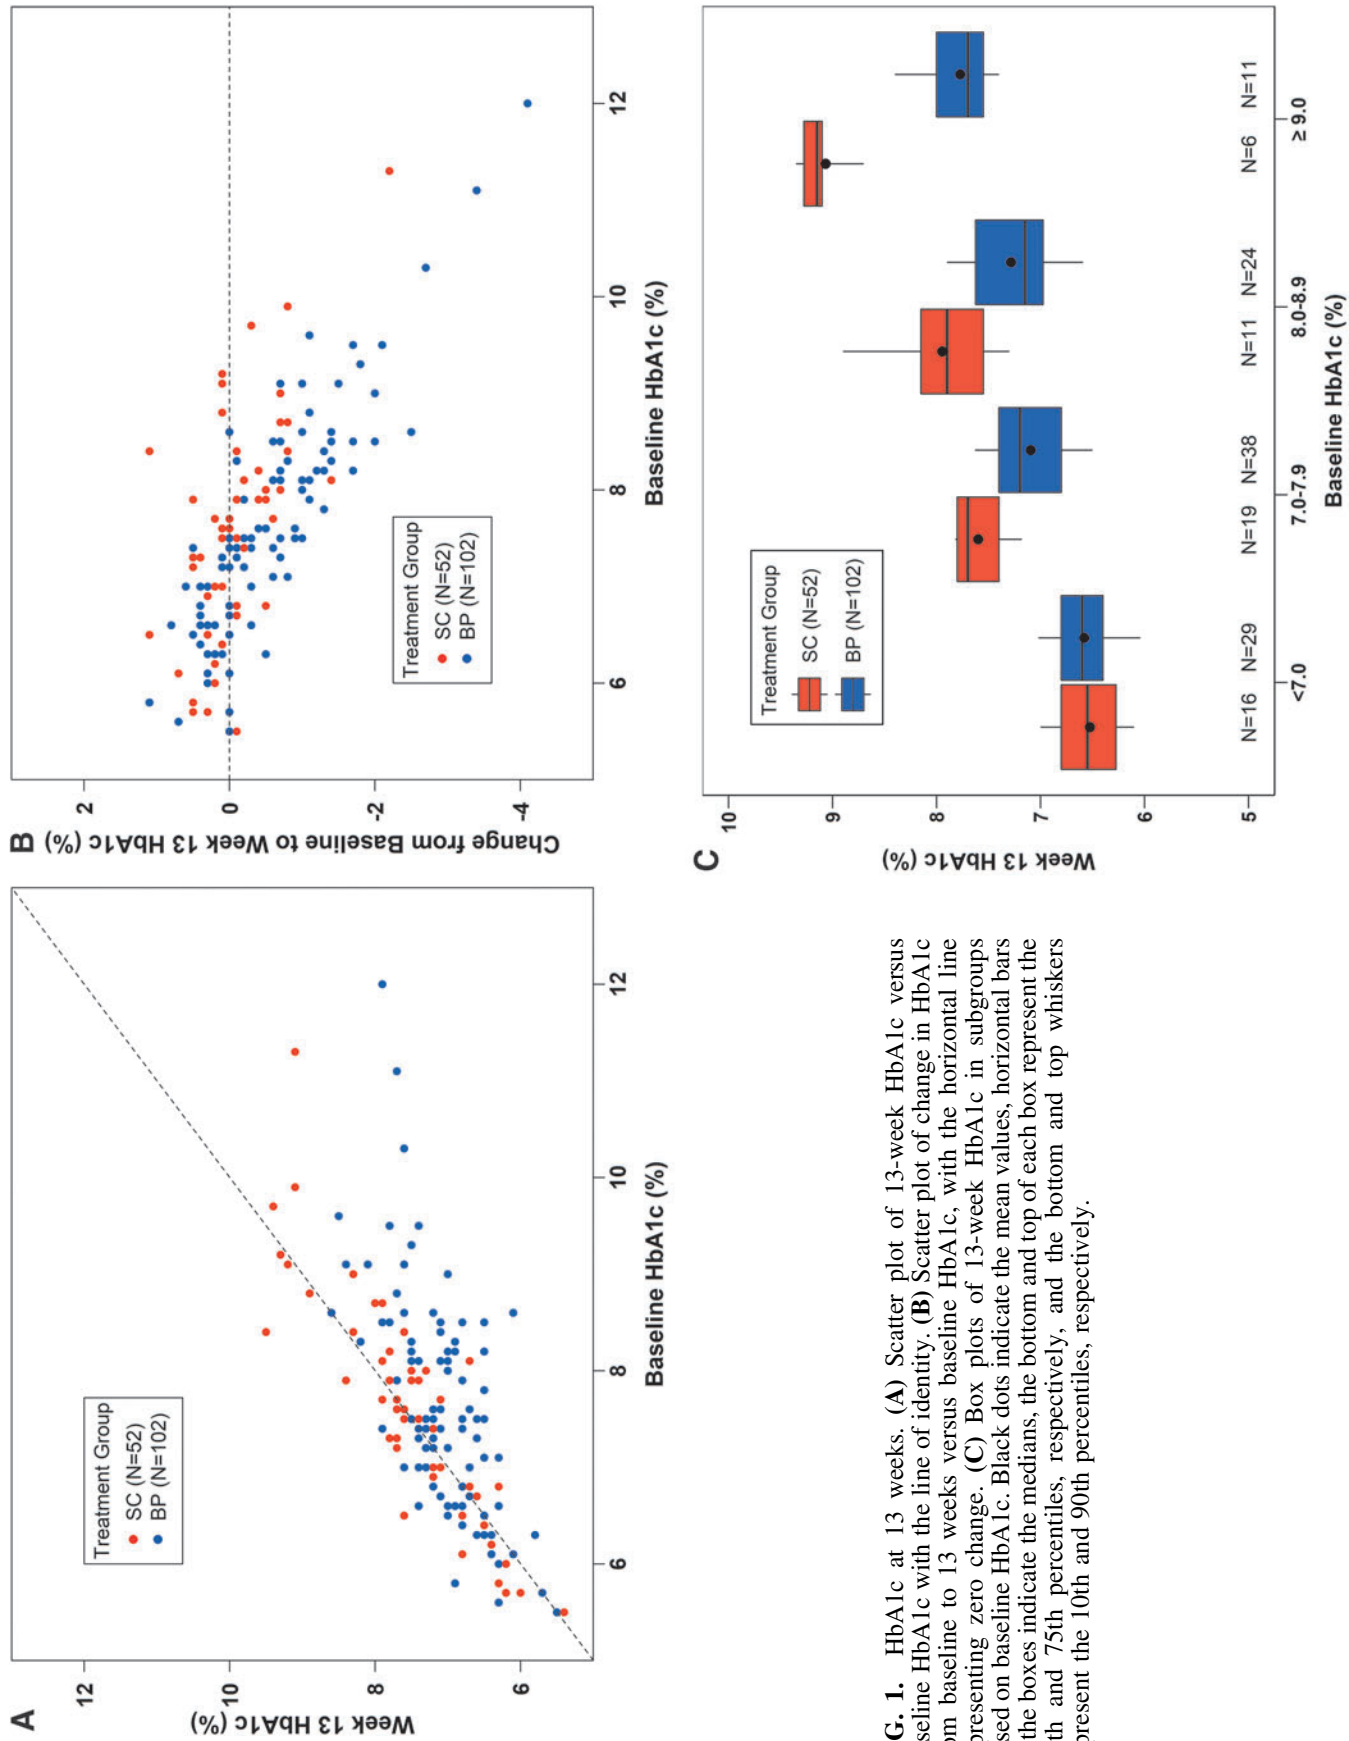 A
Week 13 HbA1c (%)
12
10
8
6
Treatment Group
SC (N=52)
BP (N=102)
6
8
10
12
Baseline HbA1c (%)
B
Change from Baseline to Week 13 HbA1c (%)
2
0
-2
-4
Treatment Group
SC (N=52)
BP (N=102)
6
8
10
12
Baseline HbA1c (%)
G. 1. HbA1c at 13 weeks. (A) Scatter plot of 13-week HbA1c versus
seline HbA1c with the line of identity. (B) Scatter plot of change in HbA1c
om baseline to 13 weeks versus baseline HbA1c, with the horizontal line
presenting zero change. (C) Box plots of 13-week HbA1c in subgroups
sed on baseline HbA1c. Black dots indicate the mean values, horizontal bars
the boxes indicate the medians, the bottom and top of each box represent the
th and 75th percentiles, respectively, and the bottom and top whiskers
present the 10th and 90th percentiles, respectively.
C
Week 13 HbA1c (%)
10
9
8
7
6
5
Treatment Group
SC (N=52)
BP (N=102)
N=16 N=29 N=19 N=38 N=11 N=24 N=6 N=11
<7.0 7.0-7.9 8.0-8.9 ≥ 9.0
Baseline HbA1c (%)